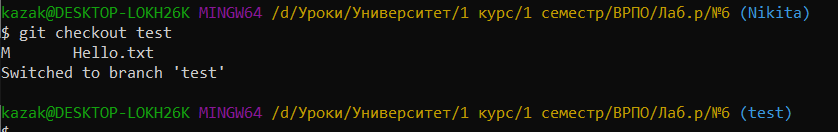 kazak@DESKTOP-LOKH26K MINGW64 /d/Уроки/Университет/1 курс/1 семестр/ВРПО/Лаб.р/№6 (Nikita)
$ git checkout test
M       Hello.txt
Switched to branch 'test'
kazak@DESKTOP-LOKH26K MINGW64 /d/Уроки/Университет/1 курс/1 семестр/ВРПО/Лаб.р/№6 (test)
$